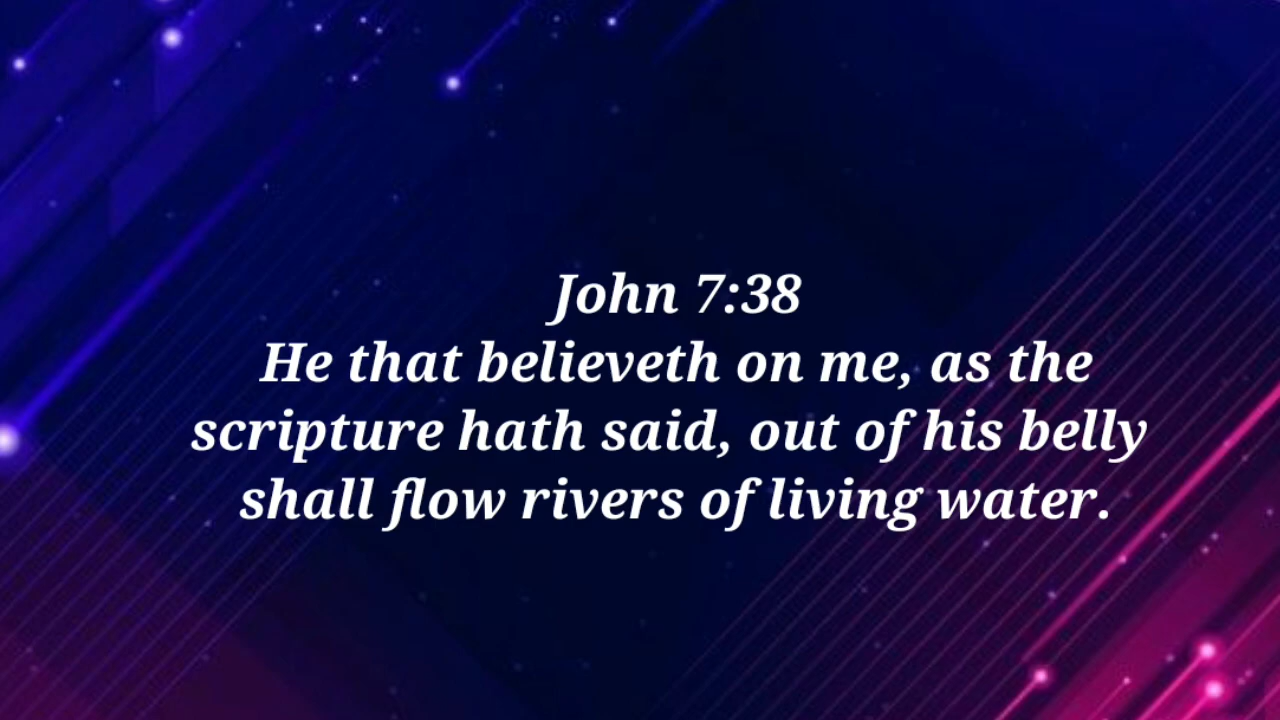 John 7:38
He that believeth on me, as the
scripture hath said, out of his belly
shall flow rivers of living water.